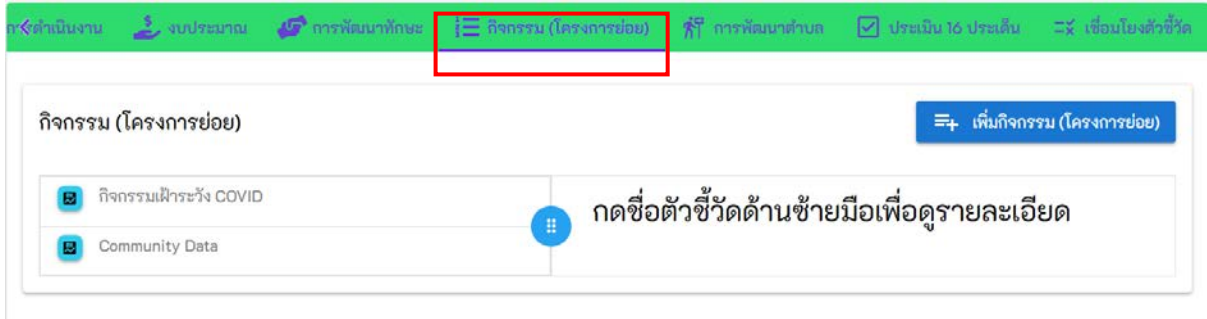 การดำเนินงาน งบประมาณ การพัฒนาทักษะ กิจกรรม (โครงการย่อย) การพัฒนาตำบล ประเมิน 16 ประเด็น เชื่อมโยงตัวชี้วัด
กิจกรรม (โครงการย่อย) เพิ่มกิจกรรม (โครงการย่อย)
กิจกรรมเฝ้าระวัง COVID
กดชื่อตัวชี้วัดด้านซ้ายมือเพื่อดูรายละเอียด
Community Data